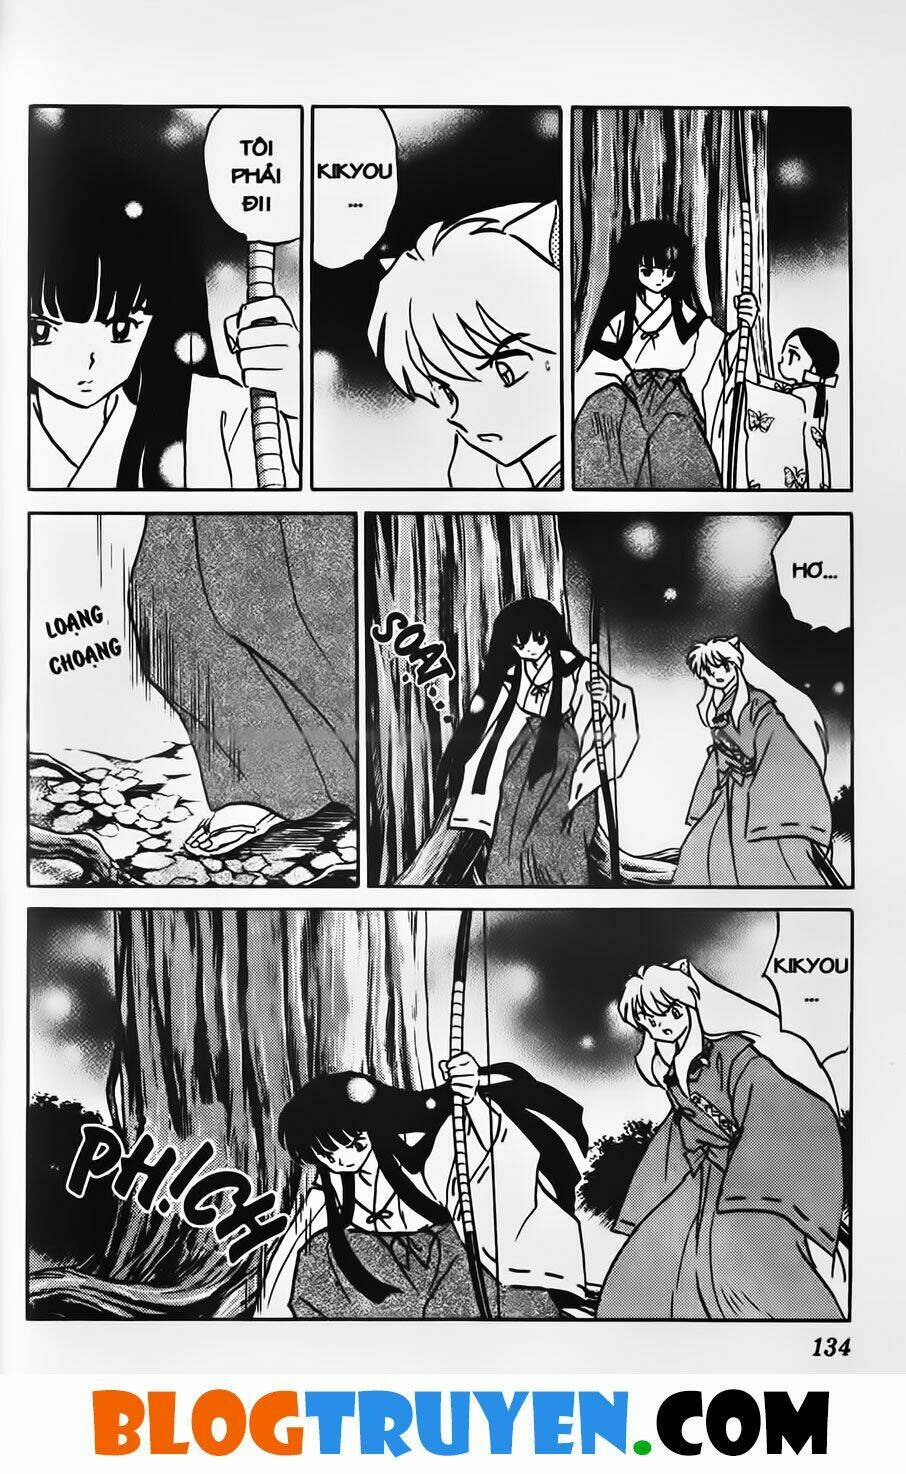 KIKYOU
...
TÔI
PHẢI
ĐI!
HƠ...
SOẠT...
LOẠNG
CHOẠNG
KIKYOU
...
PHỊCH
134
BLOGTRUYEN.COM